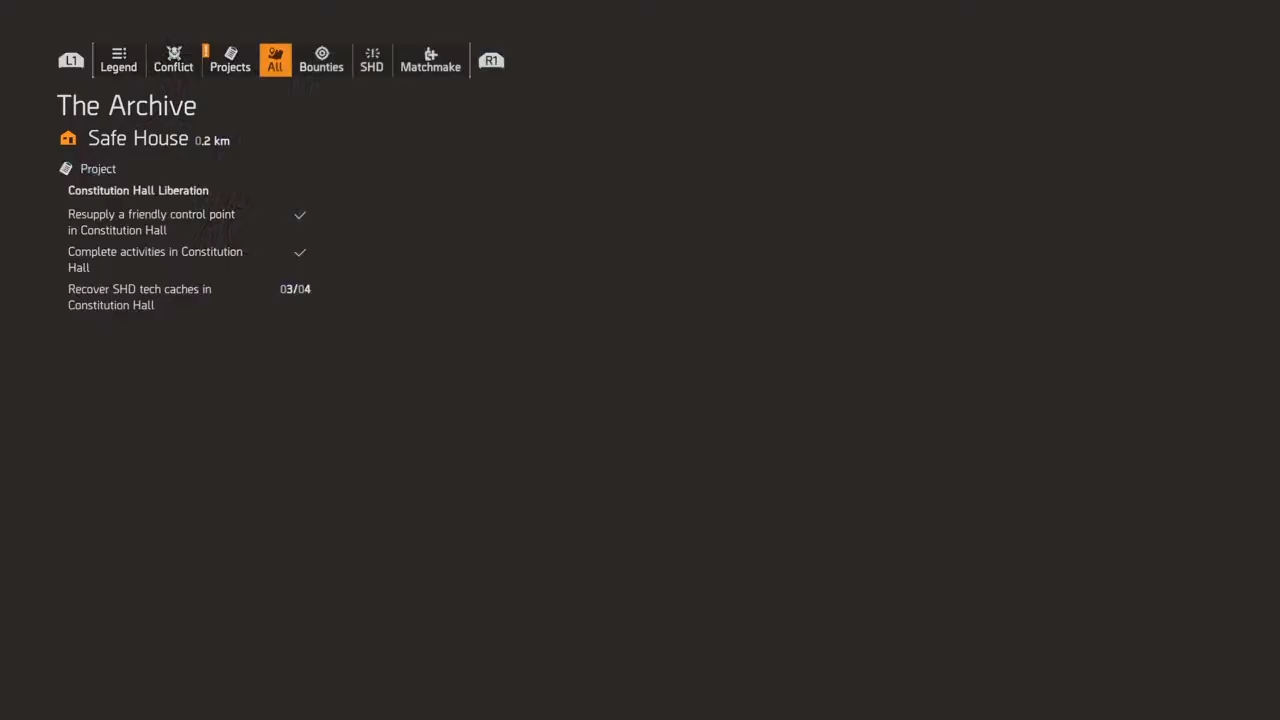 L1 Legend Conflict Projects All Bounties SHD Matchmake R1
The Archive
Safe House 0.2 km
Project
Constitution Hall Liberation
Resupply a friendly control point
in Constitution Hall
Complete activities in Constitution
Hall
Recover SHD tech caches in 03/04
Constitution Hall